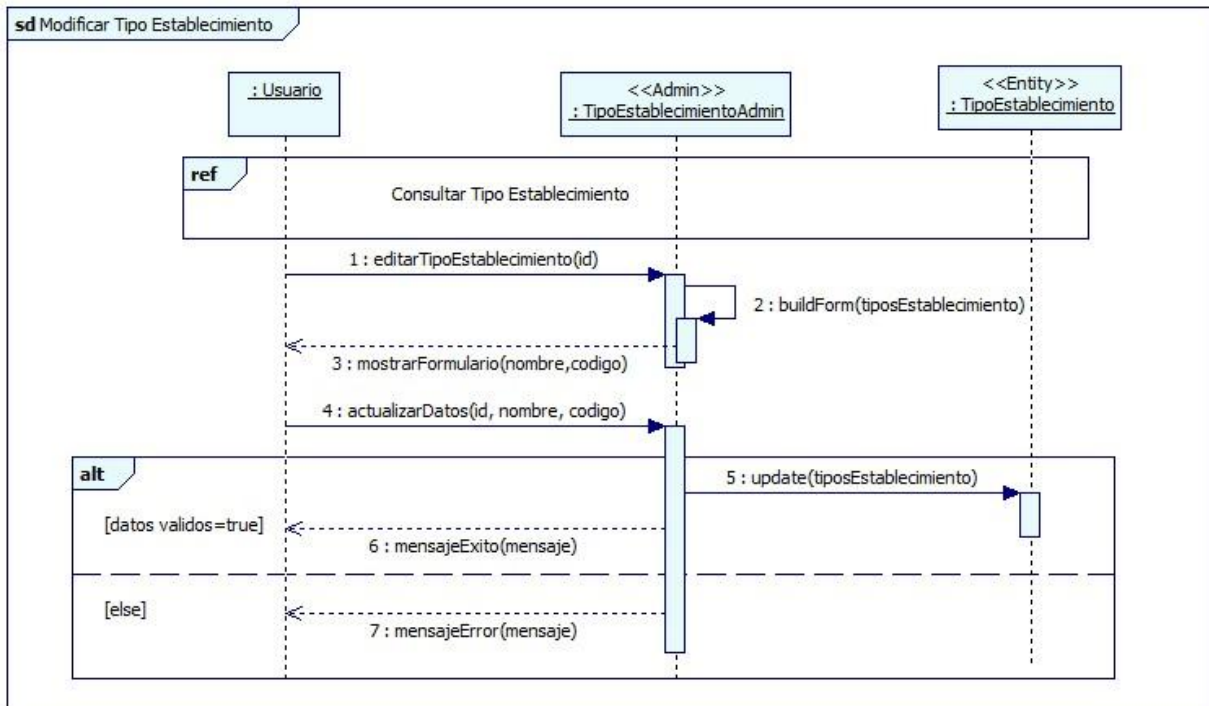 sd Modificar Tipo Establecimiento
: Usuario
<<Admin>>
: TipoEstablecimientoAdmin
<<Entity>>
: TipoEstablecimiento
ref
Consultar Tipo Establecimiento
1 : editarTipoEstablecimiento(id)
2 : buildForm(tiposEstablecimiento)
3 : mostrarFormulario(nombre,codigo)
4 : actualizarDatos(id, nombre, codigo)
alt
5 : update(tiposEstablecimiento)
[datos validos=true]
6 : mensajeExito(mensaje)
[else]
7 : mensajeError(mensaje)